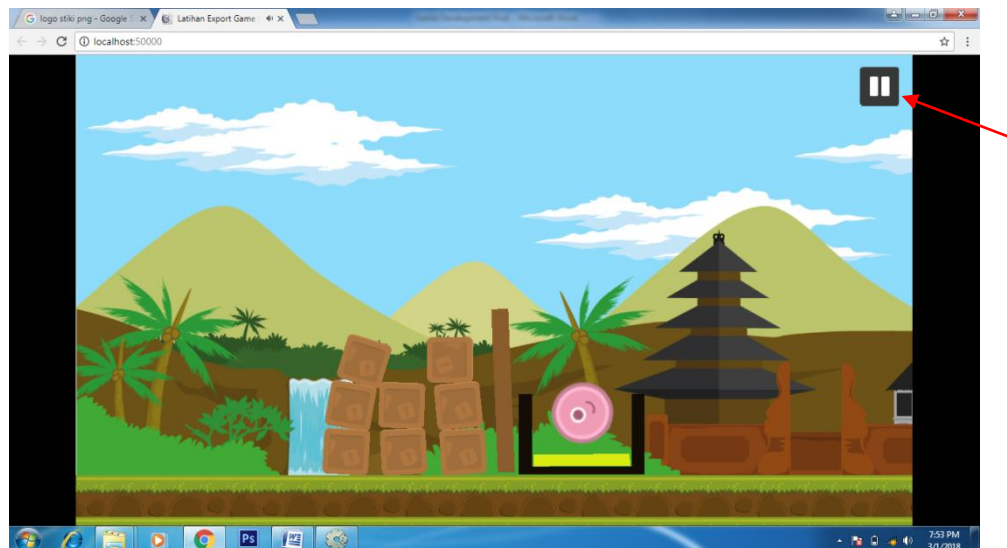 logo stiki png - Google S
Latihan Export Game
localhost:50000
Ps
7:53 PM
3/1/2018